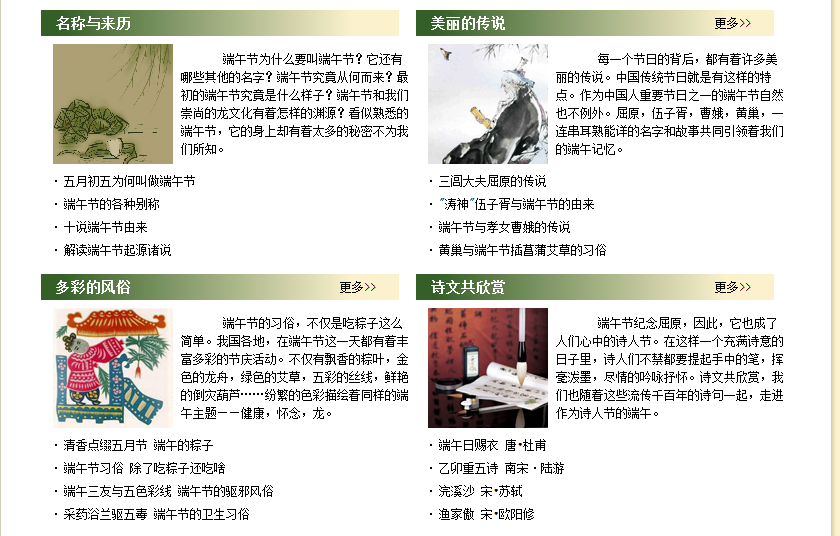 名称与来历
端午节为什么要叫端午节？它还有
哪些其他的名字？端午节究竟从何而来？最
初的端午节究竟是什么样子？端午节和我们
崇尚的龙文化有着怎样的渊源？看似熟悉的
端午节，它的身上却有着太多的秘密不为我
们所知。
· 五月初五为何叫做端午节
· 端午节的各种别称
· 十说端午节由来
· 解读端午节起源诸说
美丽的传说 更多>>
每一个节日的背后，都有着许多美
丽的传说。中国传统节日就是有这样的特
点。作为中国人重要节日之一的端午节自然
也不例外。屈原，伍子胥，曹娥，黄巢，一
连串耳熟能详的名字和故事共同引领着我们
的端午记忆。
· 三闾大夫屈原的传说
· "涛神"伍子胥与端午节的由来
· 端午节与孝女曹娥的传说
· 黄巢与端午节插菖蒲艾草的习俗
多彩的风俗 更多>>
端午节的习俗，不仅是吃粽子这么
简单。我国各地，在端午节这一天都有着丰
富多彩的节庆活动。不仅有飘香的粽叶，金
色的龙舟，绿色的艾草，五彩的丝线，鲜艳
的倒灾葫芦……纷繁的色彩描绘着同样的端
午主题——健康，怀念，龙。
· 清香点缀五月节 端午的粽子
· 端午节习俗 除了吃粽子还吃啥
· 端午三友与五色彩线 端午节的驱邪风俗
· 采药浴兰驱五毒 端午节的卫生习俗
诗文共欣赏 更多>>
端午节纪念屈原，因此，它也成了
人们心中的诗人节。在这样一个充满诗意的
日子里，诗人们不禁都要提起手中的笔，挥
毫泼墨，尽情的吟咏抒怀。诗文共欣赏，我
们也随着这些流传千百年的诗句一起，走进
作为诗人节的端午。
· 端午日赐衣 唐·杜甫
· 乙卯重五诗 南宋·陆游
· 浣溪沙 宋·苏轼
· 渔家傲 宋·欧阳修